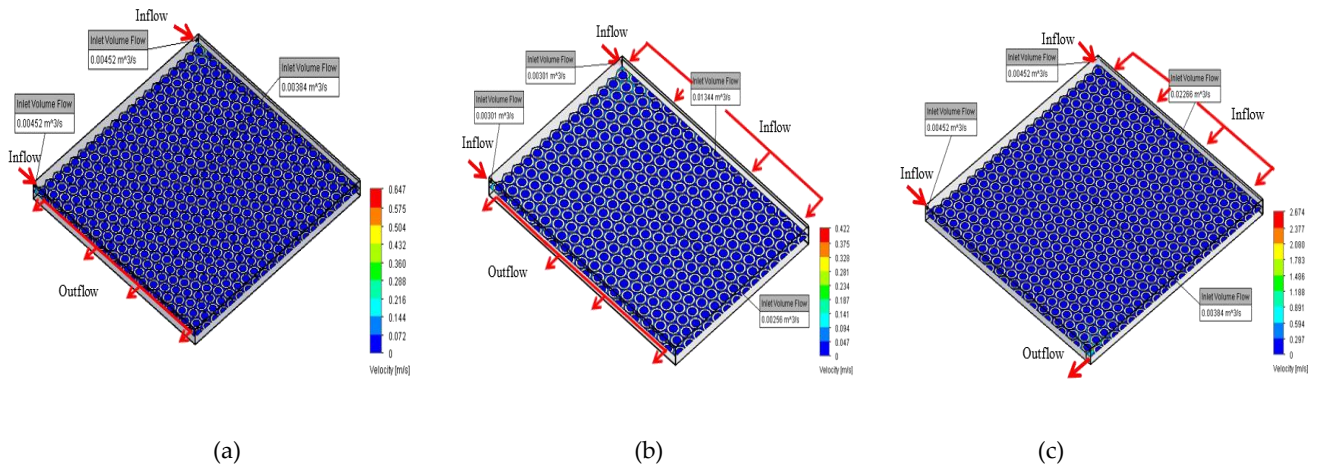 Inflow
Inlet Volume Flow
0.00452 m^3/s
Inlet Volume Flow
0.00384 m^3/s
Inlet Volume Flow
0.00452 m^3/s
Inflow
Outflow
0.647
0.575
0.504
0.432
0.360
0.288
0.216
0.144
0.072
0
Velocity [m/s]
(a)
Inflow
Inlet Volume Flow
0.00301 m^3/s
Inlet Volume Flow
0.01344 m^3/s
Inlet Volume Flow
0.00301 m^3/s
Inflow
Inflow
Outflow
Inlet Volume Flow
0.00256 m^3/s
0.422
0.375
0.328
0.281
0.234
0.187
0.141
0.094
0.047
0
Velocity [m/s]
(b)
Inflow
Inlet Volume Flow
0.00452 m^3/s
Inlet Volume Flow
0.02266 m^3/s
Inflow
Inlet Volume Flow
0.00452 m^3/s
Inflow
Inlet Volume Flow
0.00384 m^3/s
Outflow
2.674
2.377
2.080
1.783
1.486
1.188
0.891
0.594
0.297
0
Velocity [m/s]
(c)